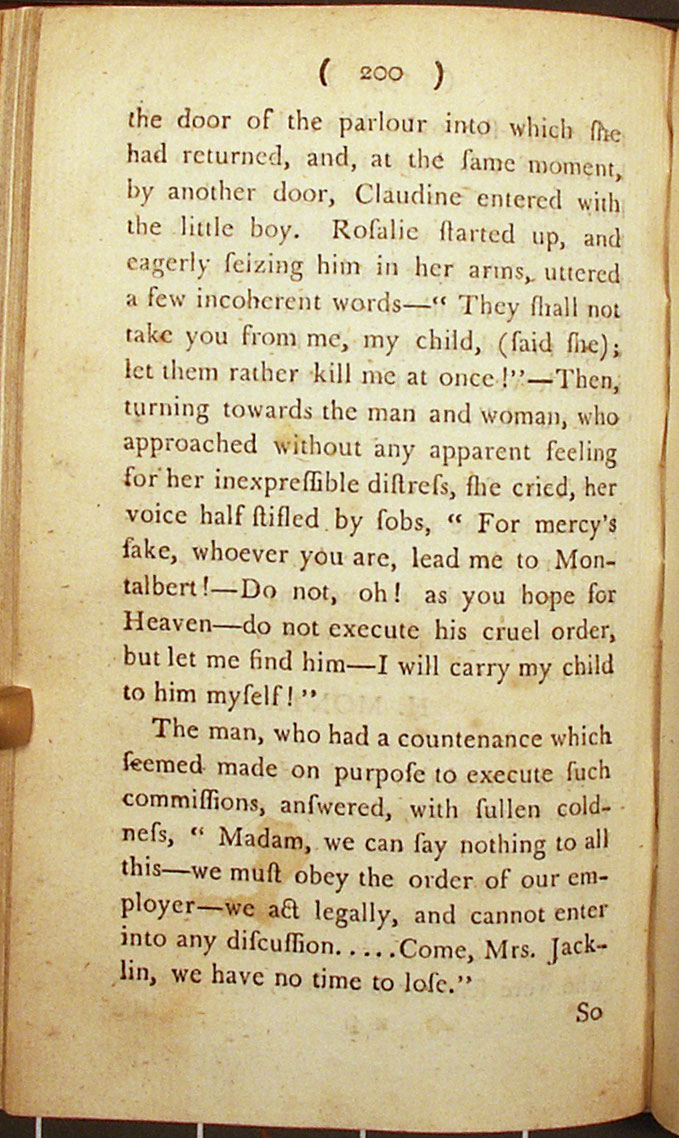 ( 200 )
the door of the parlour into which ſhe
had returned, and, at the ſame moment,
by another door, Claudine entered with
the little boy. Roſalie ſtarted up, and
eagerly ſeizing him in her arms, uttered
a few incoherent words—“ They ſhall not
take you from me, my child, (ſaid ſhe);
let them rather kill me at once!”—Then,
turning towards the man and woman, who
approached without any apparent feeling
for her inexpreſſible diſtreſs, ſhe cried, her
voice half ſtifled by ſobs, “ For mercy's
ſake, whoever you are, lead me to Mon-
talbert!—Do not, oh! as you hope for
Heaven—do not execute his cruel order,
but let me find him—I will carry my child
to him myſelf!”
The man, who had a countenance which
ſeemed made on purpoſe to execute ſuch
commiſſions, anſwered, with ſullen cold-
neſs, “ Madam, we can ſay nothing to all
this—we muſt obey the order of our em-
ployer—we act legally, and cannot enter
into any diſcuſſion.....Come, Mrs. Jack-
lin, we have no time to loſe.”
So